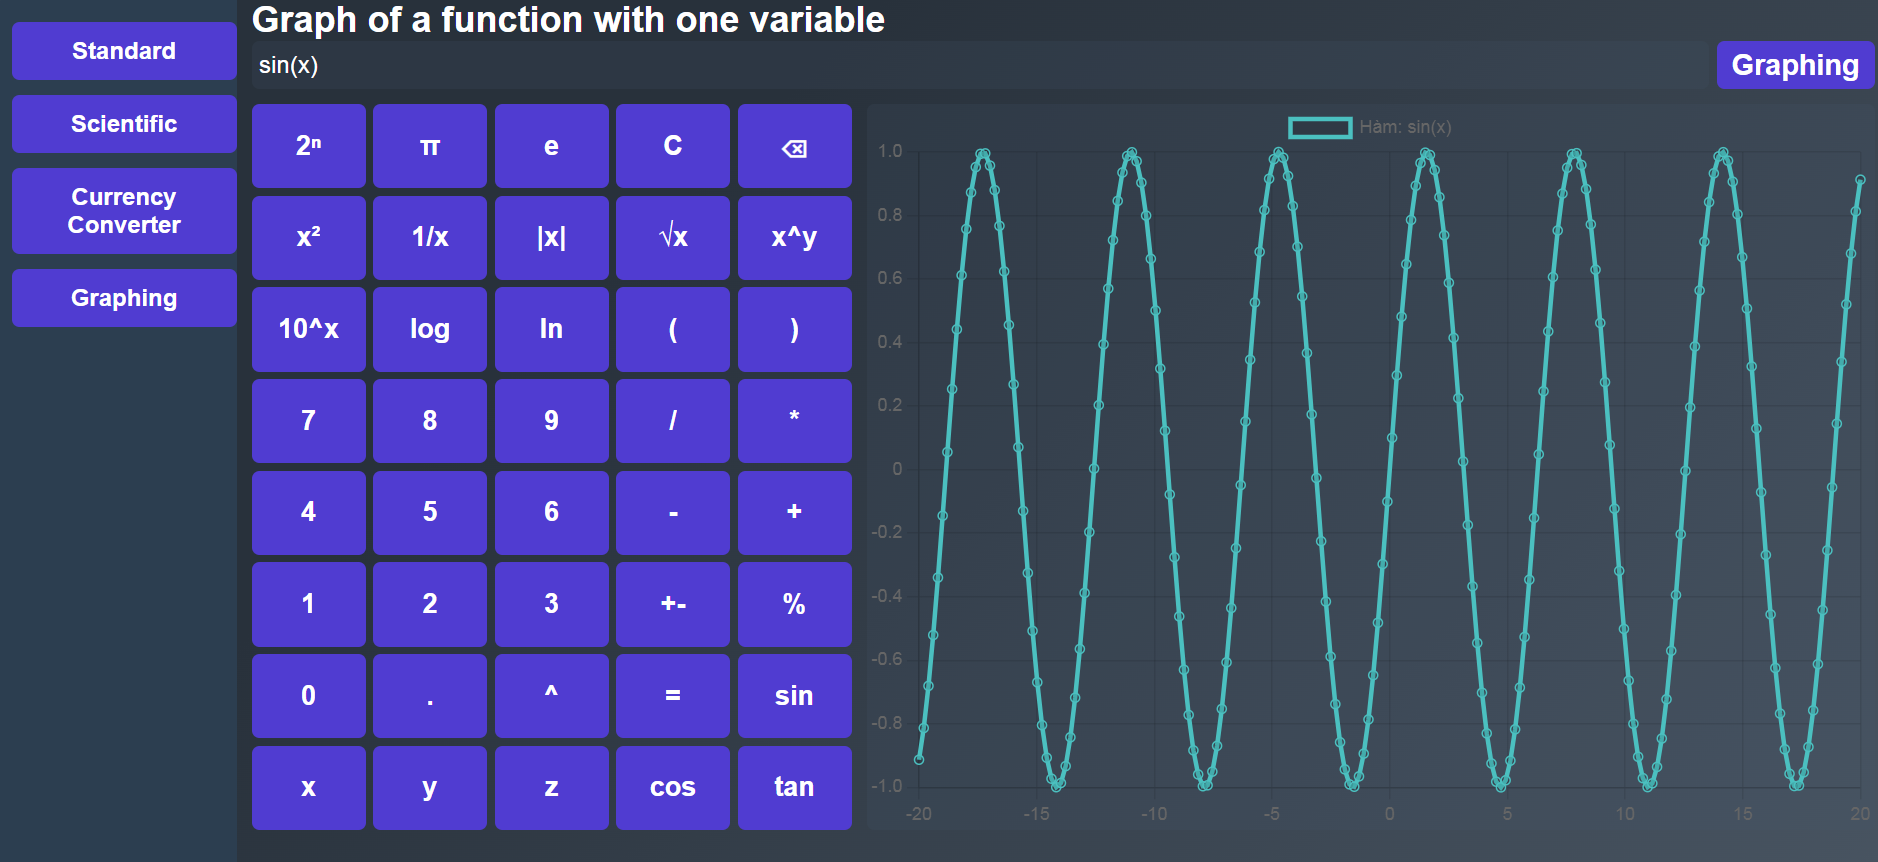 Standard
Scientific
Currency
Converter
Graphing
Graph of a function with one variable
sin(x)
Graphing
2ⁿ π e C ⌫
x² 1/x |x| √x x^y
10^x log ln ( )
7 8 9 / *
4 5 6 - +
1 2 3 +- %
0 . ^ = sin
x y z cos tan
Hàm: sin(x)
1.0
0.8
0.6
0.4
0.2
0
-0.2
-0.4
-0.6
-0.8
-1.0
-20 -15 -10 -5 0 5 10 15 20